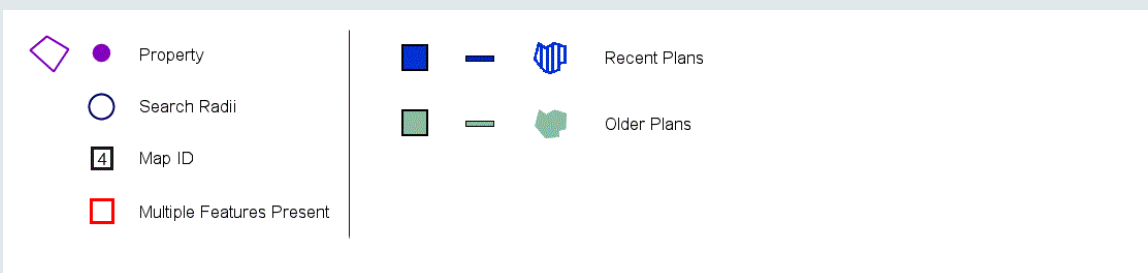 Property
Search Radii
4 Map ID
Multiple Features Present
Recent Plans
Older Plans